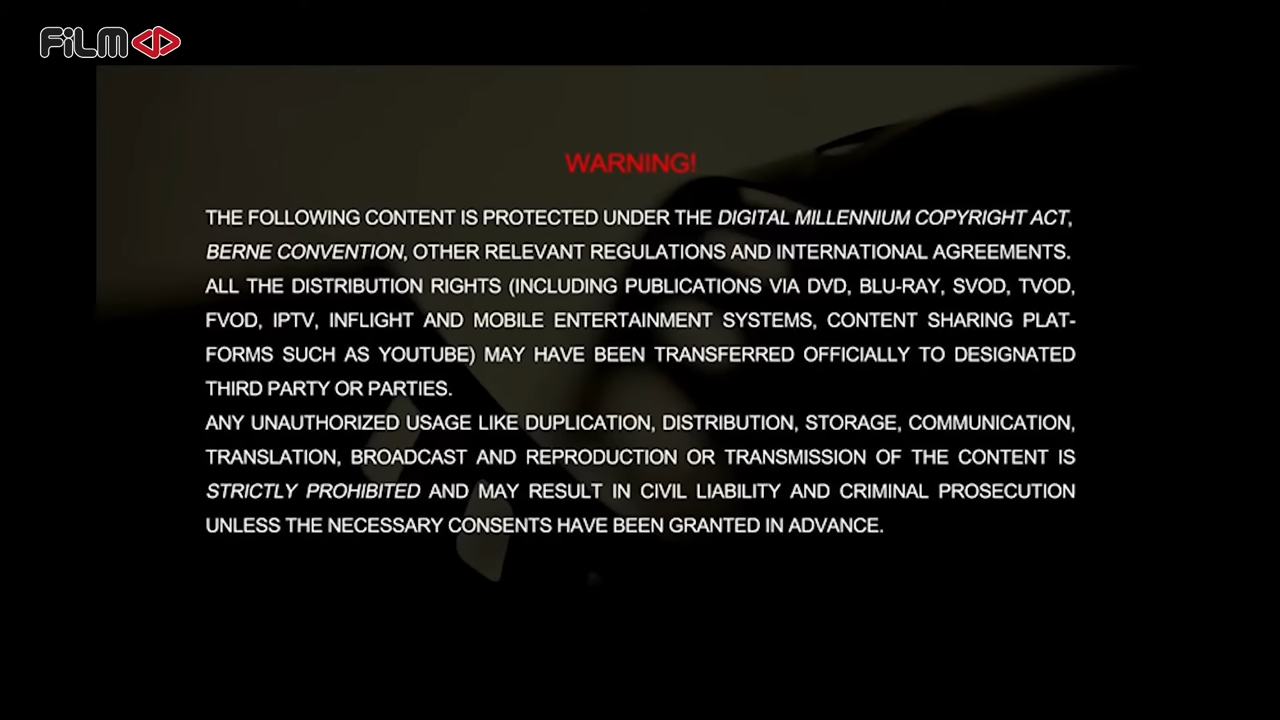 FiLM
WARNING!
THE FOLLOWING CONTENT IS PROTECTED UNDER THE DIGITAL MILLENNIUM COPYRIGHT ACT,
BERNE CONVENTION, OTHER RELEVANT REGULATIONS AND INTERNATIONAL AGREEMENTS.
ALL THE DISTRIBUTION RIGHTS (INCLUDING PUBLICATIONS VIA DVD, BLU-RAY, SVOD, TVOD,
FVOD, IPTV, INFLIGHT AND MOBILE ENTERTAINMENT SYSTEMS, CONTENT SHARING PLAT-
FORMS SUCH AS YOUTUBE) MAY HAVE BEEN TRANSFERRED OFFICIALLY TO DESIGNATED
THIRD PARTY OR PARTIES.
ANY UNAUTHORIZED USAGE LIKE DUPLICATION, DISTRIBUTION, STORAGE, COMMUNICATION,
TRANSLATION, BROADCAST AND REPRODUCTION OR TRANSMISSION OF THE CONTENT IS
STRICTLY PROHIBITED AND MAY RESULT IN CIVIL LIABILITY AND CRIMINAL PROSECUTION
UNLESS THE NECESSARY CONSENTS HAVE BEEN GRANTED IN ADVANCE.